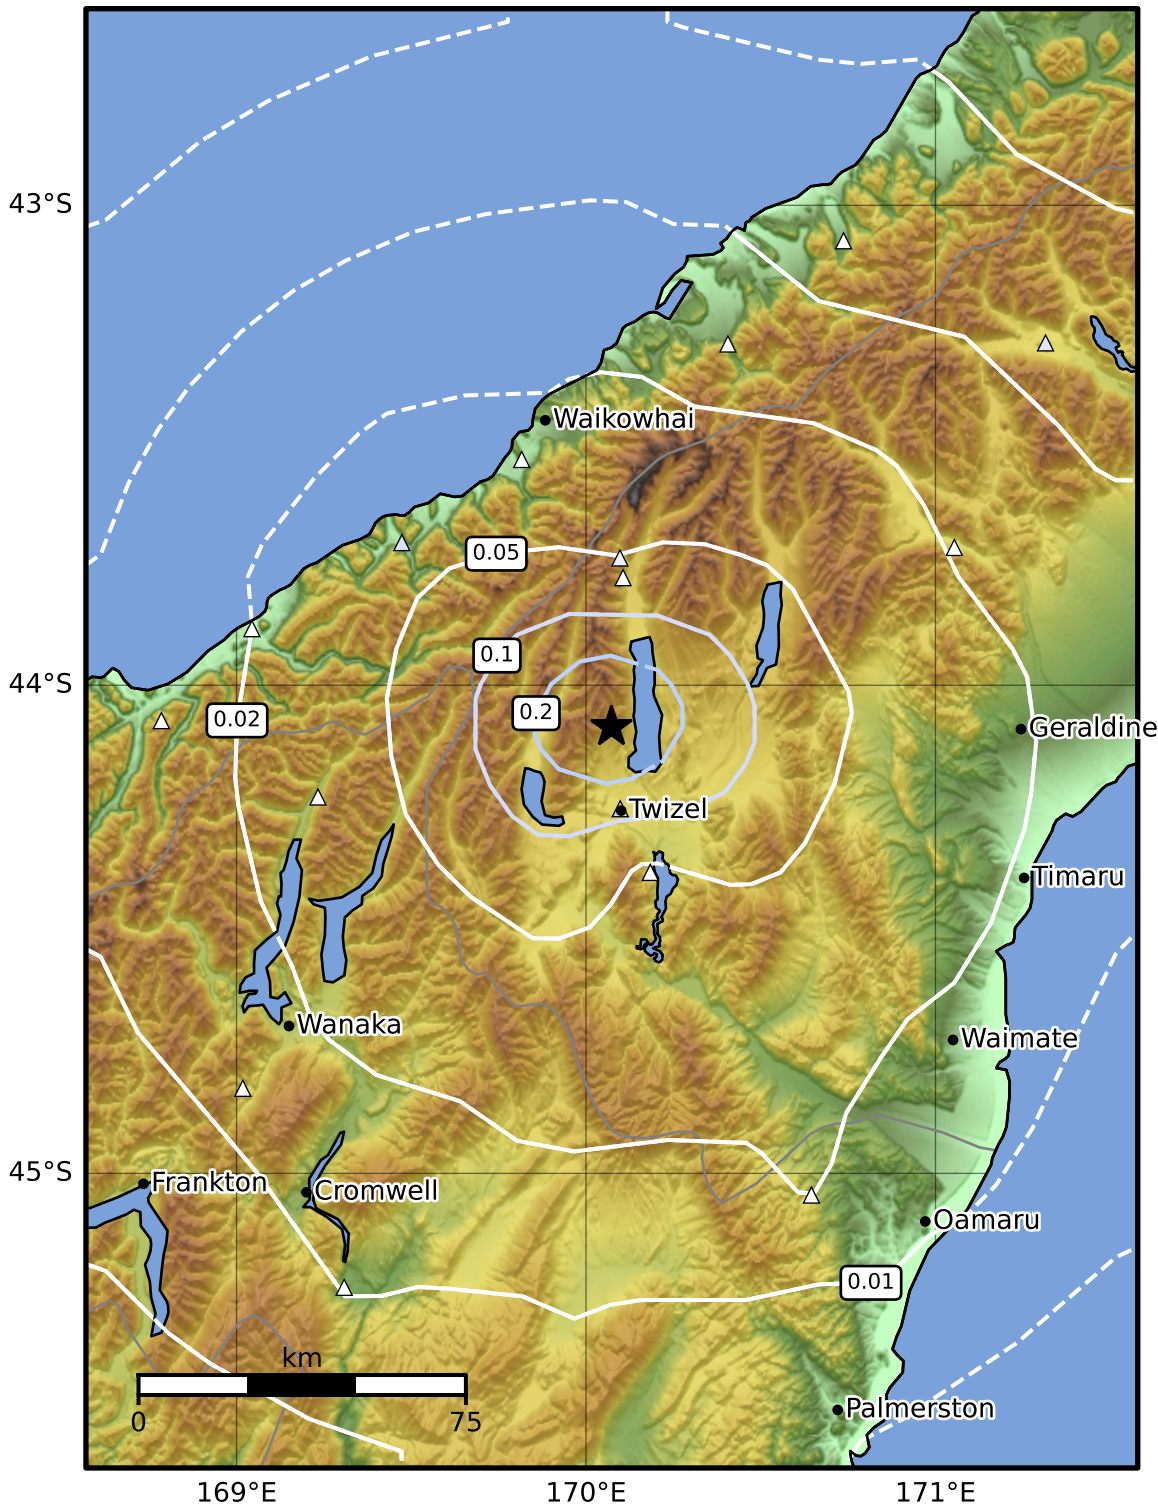 43°S
Waikowhai
0.05
0.1
44°S
0.2
0.02
Geraldine
Twizel
Timaru
Wanaka
Waimate
45°S
Frankton
Cromwell
Oamaru
0.01
km
0
75
Palmerston
169°E
170°E
171°E